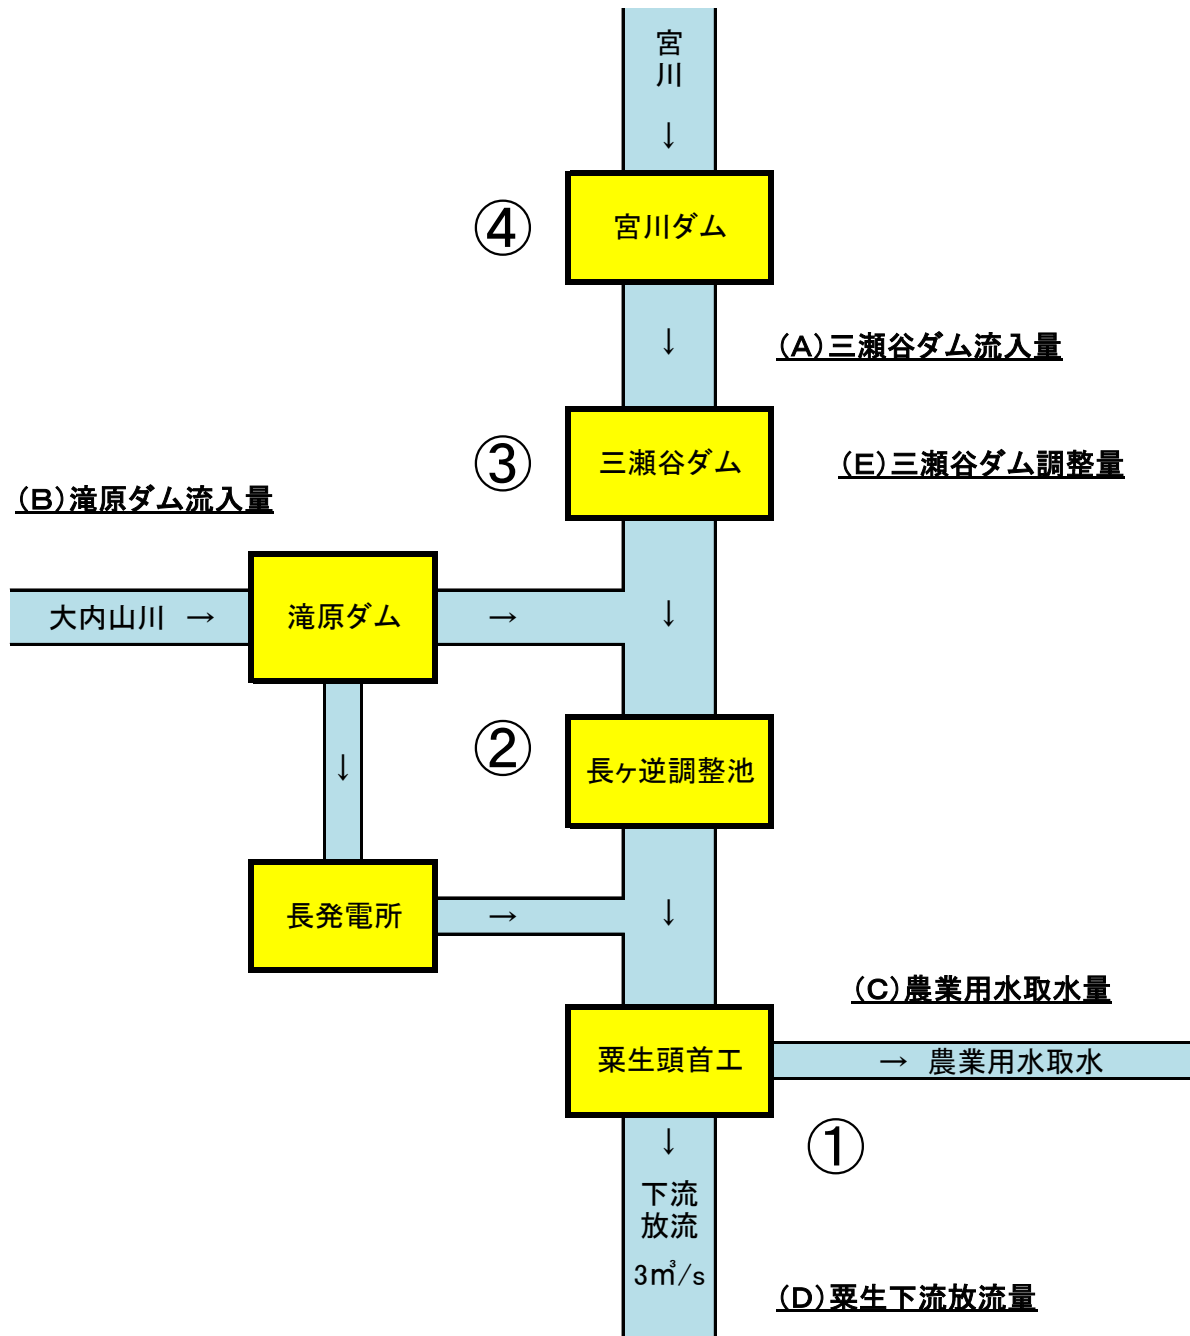 宮
川
↓
④
宮川ダム
↓
(A)三瀬谷ダム流入量
③
三瀬谷ダム
(E)三瀬谷ダム調整量
(B)滝原ダム流入量
大内山川 →
滝原ダム
→
↓
↓
②
長ヶ逆調整池
長発電所
→
↓
(C)農業用水取水量
粟生頭首工
→ 農業用水取水
①
↓
下流
放流
3㎥/s
(D)粟生下流放流量